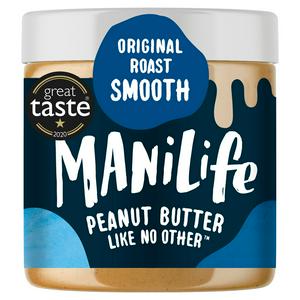 ORIGINAL
ROAST
SMOOTH
great
taste
2020
MANiLife
PEANUT BUTTER
LIKE NO OTHER™